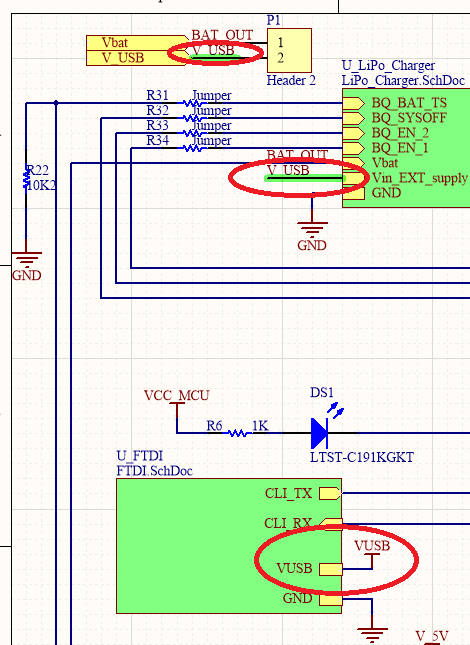 P1
BAT_OUT
Vbat
V_USB
V_USB
1
2
Header 2
U_LiPo_Charger
LiPo_Charger.SchDoc
R31 Jumper
R32 Jumper
R33 Jumper
R34 Jumper
BQ_BAT_TS
BQ_SYSOFF
BQ_EN_2
BQ_EN_1
Vbat
Vin_EXT_supply
GND
BAT_OUT
V_USB
R22
10K2
GND
GND
VCC_MCU
DS1
R6 1K
LTST-C191KGKT
U_FTDI
FTDI.SchDoc
CLI_TX
CLI_RX
VUSB
VUSB
GND
V_5V